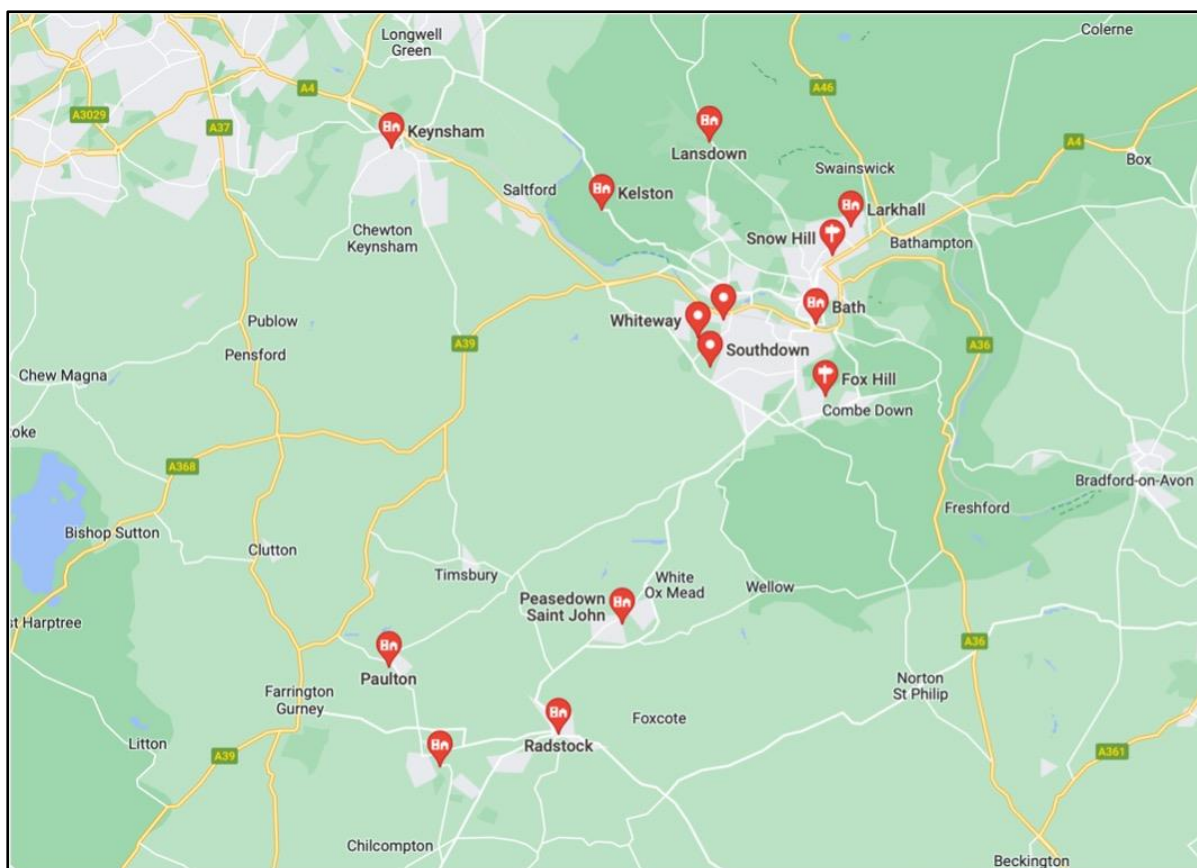 Longwell
Green
Colerne
A4
A46
A3029
A37
Keynsham
Lansdown
A4
Box
Swainswick
Saltford
Kelston
Larkhall
Chewton
Keynsham
Snow Hill
Bathampton
Bath
Whiteway
Publow
Pensford
A39
Southdown
A36
Chew Magna
Fox Hill
Combe Down
oke
A368
Bradford-on-Avon
Freshford
Bishop Sutton
Clutton
Timsbury
White
Ox Mead
Wellow
Peasedown
Saint John
st Harptree
A36
Paulton
Norton
St Philip
Farrington
Gurney
Foxcote
Litton
Radstock
A39
A361
Chilcompton
Beckington